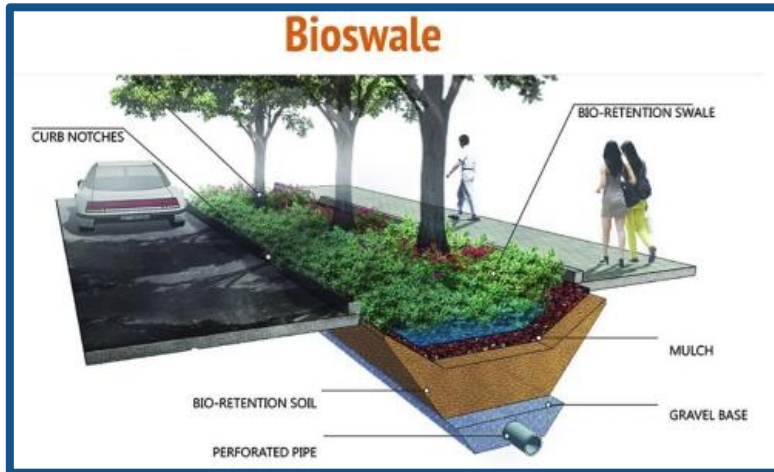 Bioswale
CURB NOTCHES
BIO-RETENTION SWALE
MULCH
BIO-RETENTION SOIL
GRAVEL BASE
PERFORATED PIPE